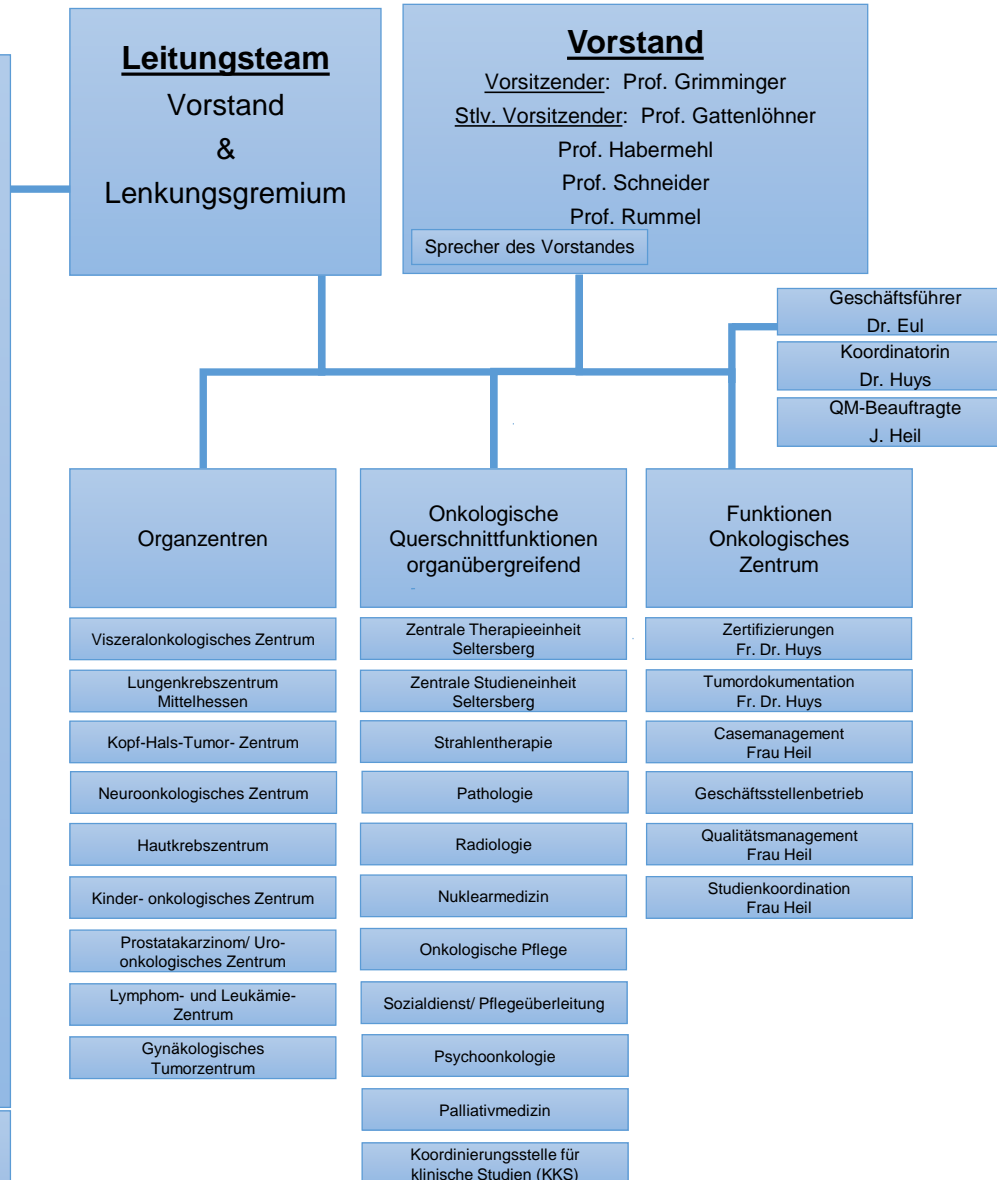 Leitungsteam
Vorstand
&
Lenkungsgremium
Vorstand
Vorsitzender: Prof. Grimminger
Stlv. Vorsitzender: Prof. Gattenlöhner
Prof. Habermehl
Prof. Schneider
Prof. Rummel
Sprecher des Vorstandes
Geschäftsführer
Dr. Eul
Koordinatorin
Dr. Huys
QM-Beauftragte
J. Heil
Organzentren
Viszeralonkologisches Zentrum
Lungenkrebszentrum
Mittelhessen
Kopf-Hals-Tumor- Zentrum
Neuroonkologisches Zentrum
Hautkrebszentrum
Kinder- onkologisches Zentrum
Prostatakarzinom/ Uro-
onkologisches Zentrum
Lymphom- und Leukämie-
Zentrum
Gynäkologisches
Tumorzentrum
Onkologische
Querschnittfunktionen
organübergreifend
Zentrale Therapieeinheit
Seltersberg
Zentrale Studieneinheit
Seltersberg
Strahlentherapie
Pathologie
Radiologie
Nuklearmedizin
Onkologische Pflege
Sozialdienst/ Pflegeüberleitung
Psychoonkologie
Palliativmedizin
Koordinierungsstelle für
klinische Studien (KKS)
Funktionen
Onkologisches
Zentrum
Zertifizierungen
Fr. Dr. Huys
Tumordokumentation
Fr. Dr. Huys
Casemanagement
Frau Heil
Geschäftsstellenbetrieb
Qualitätsmanagement
Frau Heil
Studienkoordination
Frau Heil